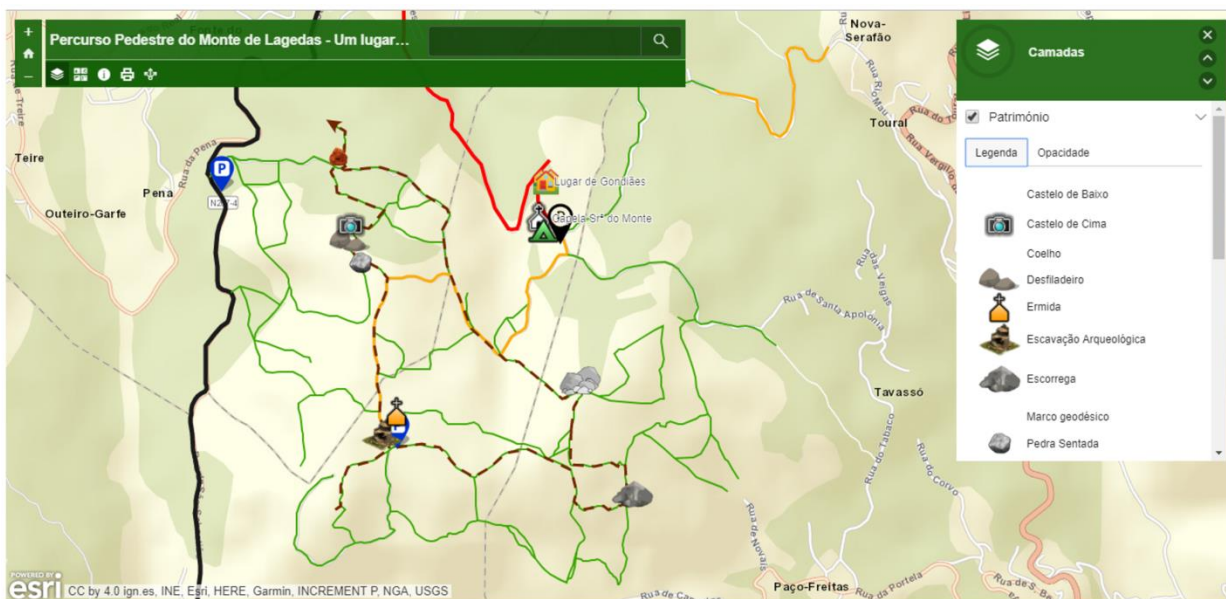 Percurso Pedestre do Monte de Lagedas - Um lugar…
Camadas
Património
Legenda
Opacidade
Castelo de Baixo
Castelo de Cima
Coelho
Desfiladeiro
Ermida
Escavação Arqueológica
Escorrega
Marco geodésico
Pedra Sentada
Nova-Serafão
Rua Rio Mau
Toural
Teire
Rua da Pena
P
Pena
Outeiro-Garfe
Lugar de Gondiães
Capela Srª do Monte
Rua das Veigas
Rua de Santa Apolónia
Tavassó
Rua do Tabaco
Rua do Corvo
Rua de Novais
Paço-Freitas
Rua da Portela
POWERED BY
esri
CC by 4.0 ign.es, INE, Esri, HERE, Garmin, INCREMENT P, NGA, USGS